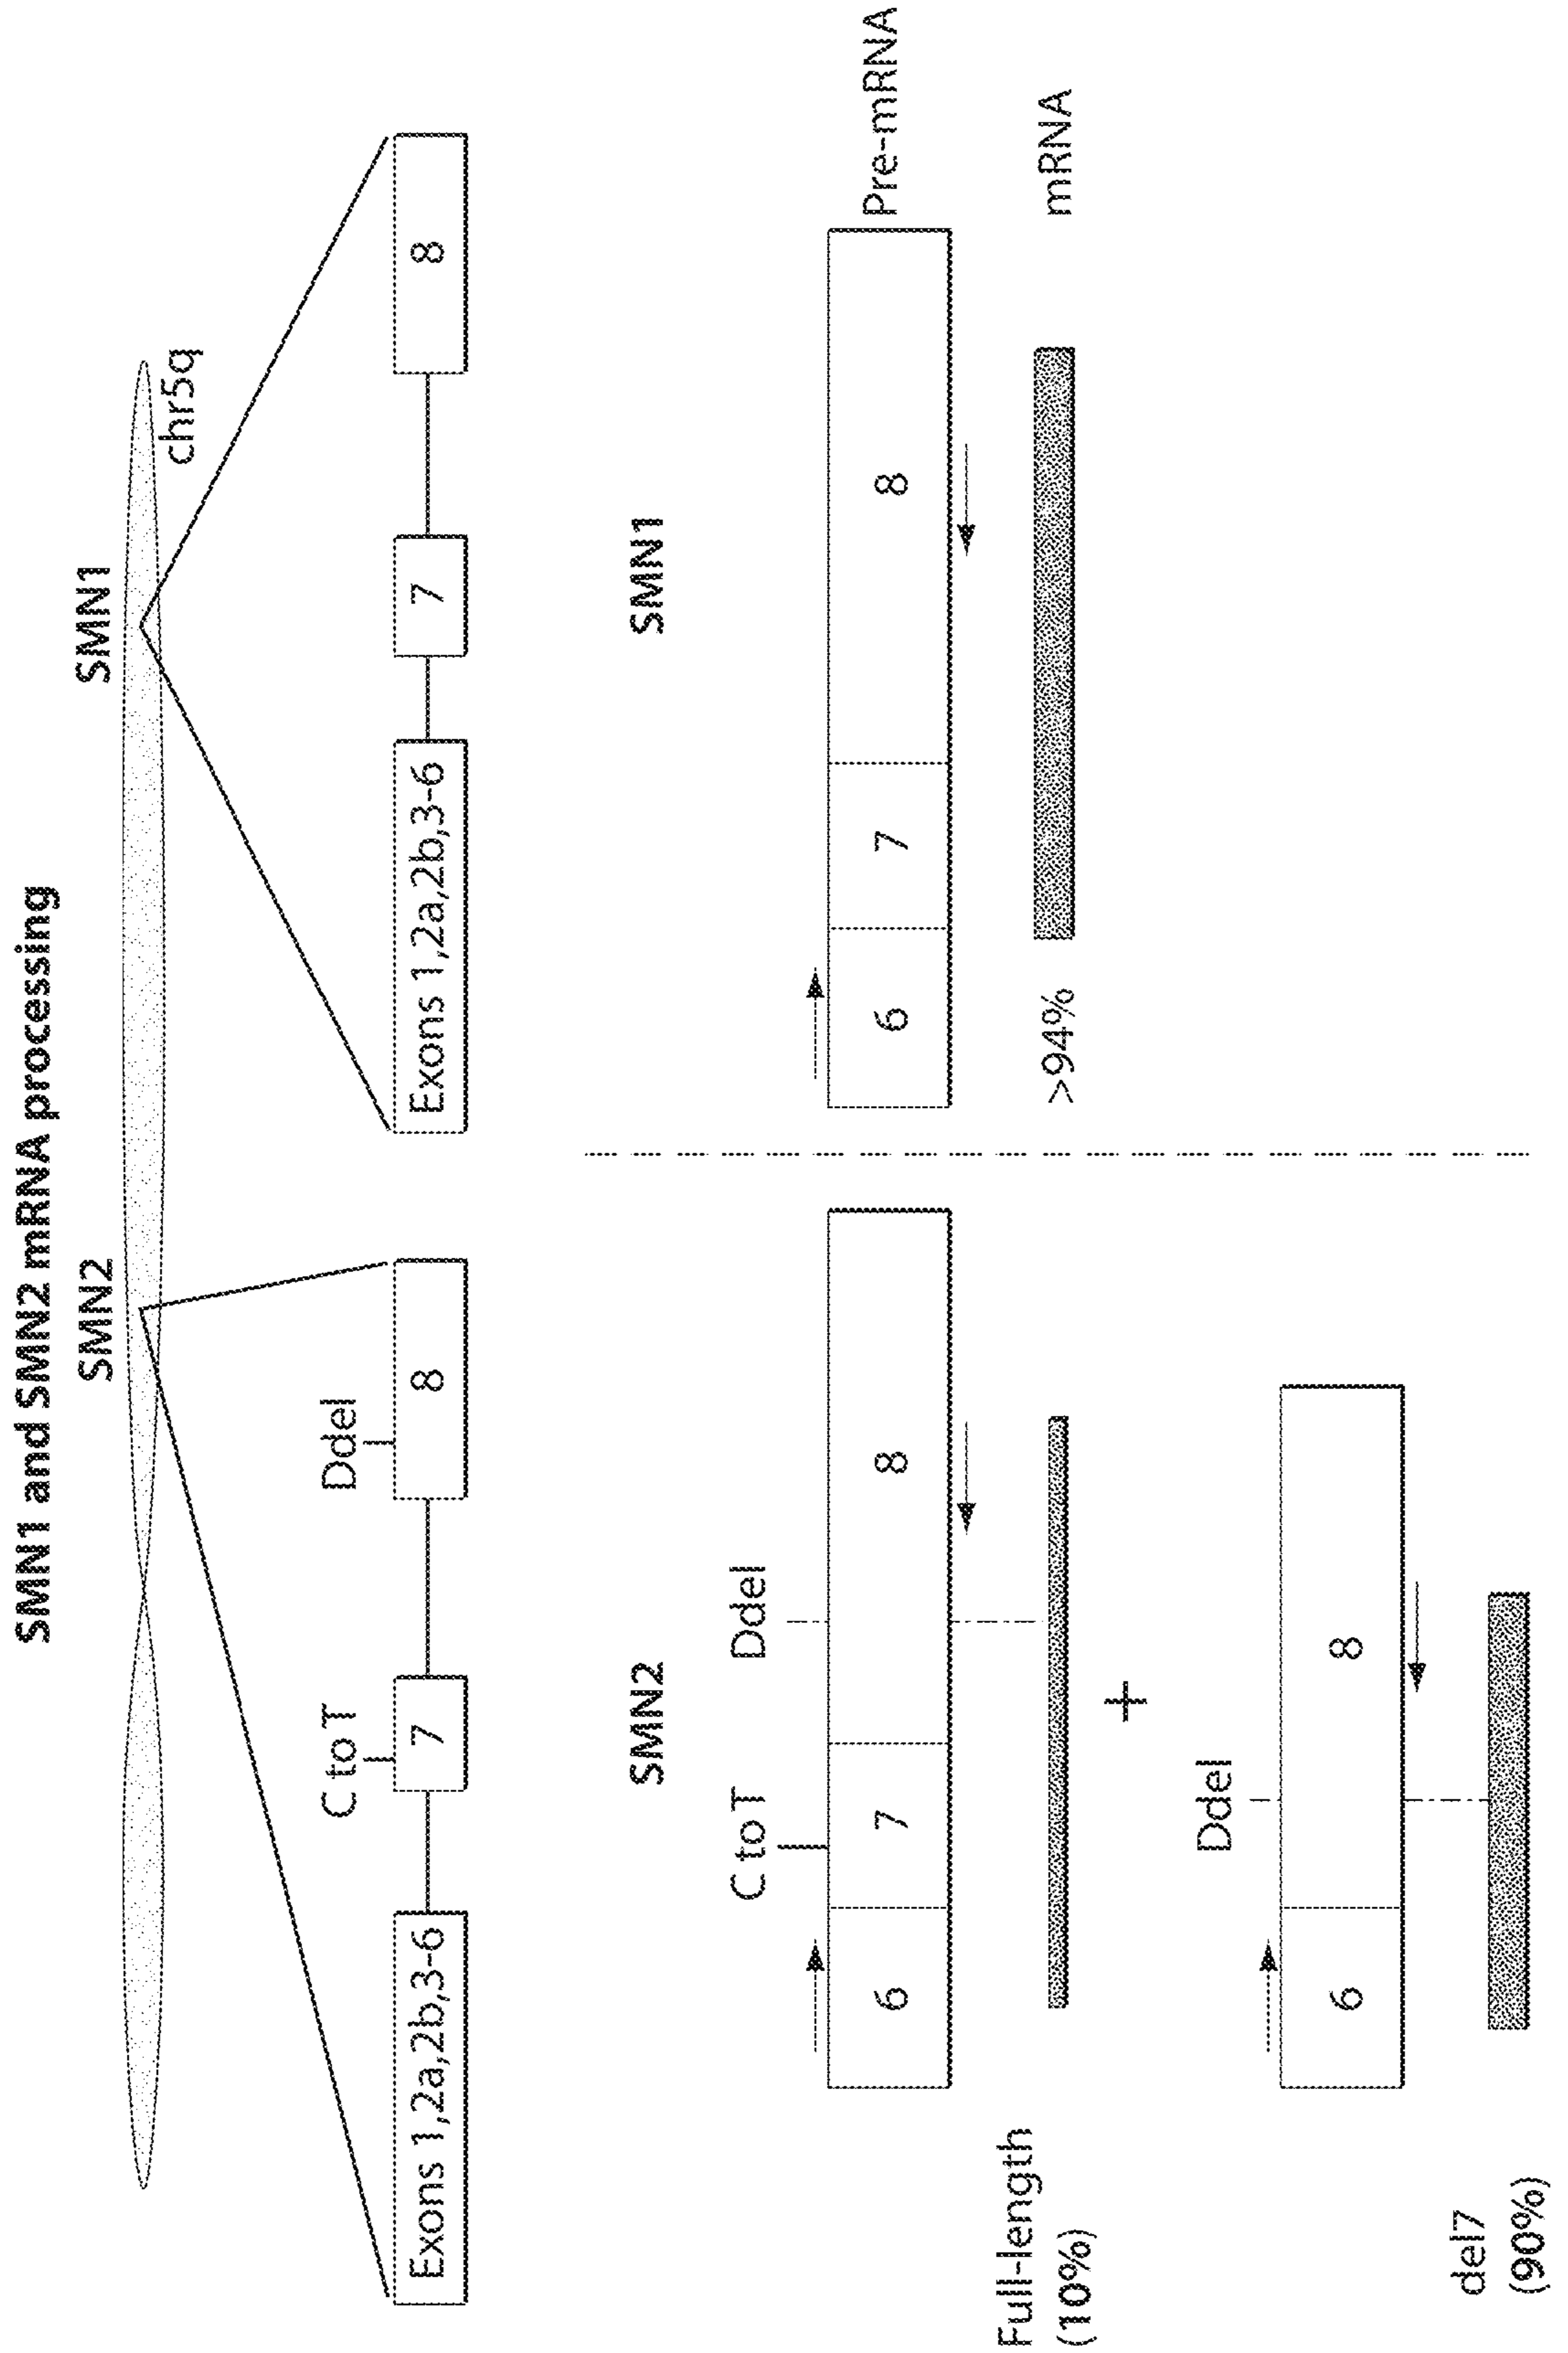 SMN1 and SMN2 mRNA processing
SMN2
SMN1
chr5q
C to T
DdeI
Exons 1,2a,2b,3-6
7
8
Exons 1,2a,2b,3-6
7
8
SMN2
SMN1
C to T
DdeI
6
7
8
6
7
8
Pre-mRNA
Full-length
(10%)
>94%
mRNA
+
DdeI
6
8
del7
(90%)